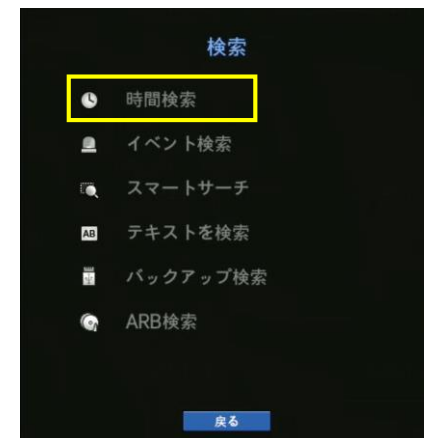 検索
時間検索
イベント検索
スマートサーチ
AB テキストを検索
バックアップ検索
ARB検索
戻る